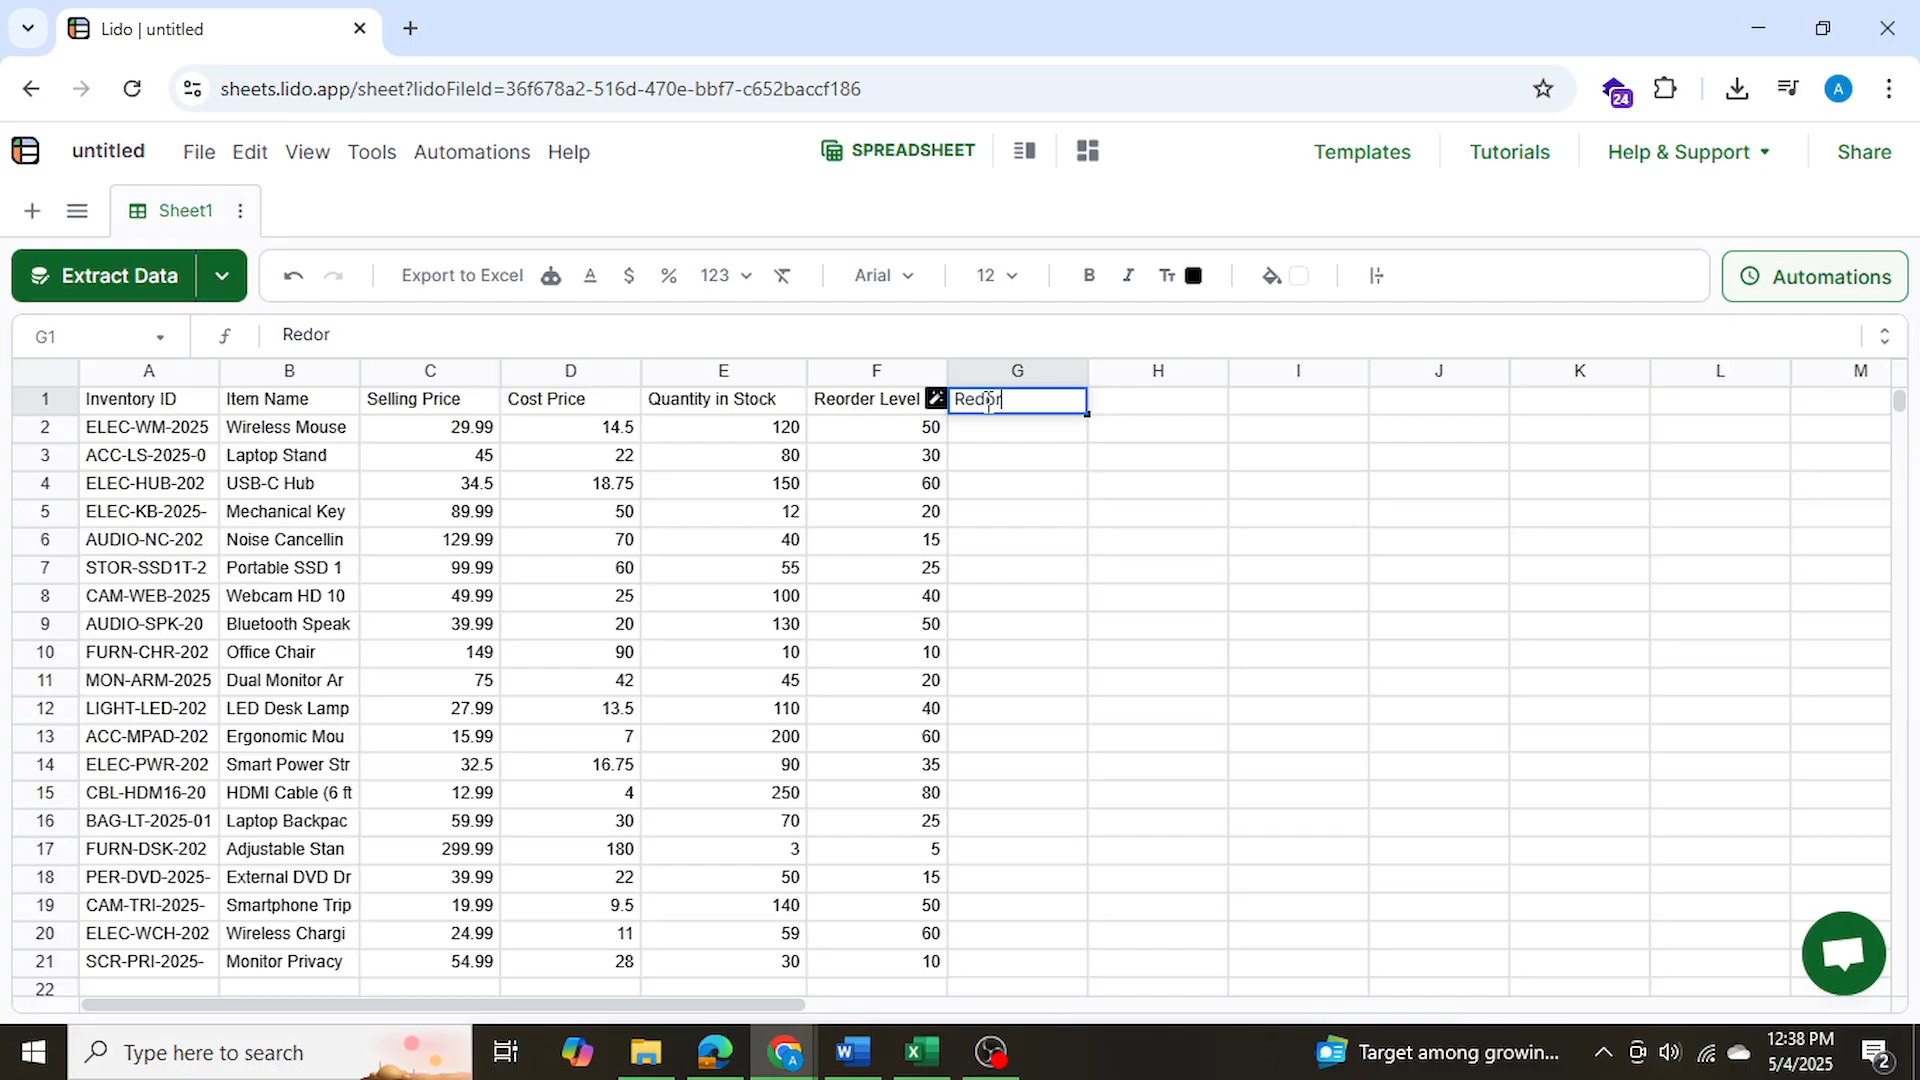 Lido | untitled
sheets.lido.app/sheet?lidoFileId=36f678a2-516d-470e-bbf7-c652baccf186
24
A
untitled File Edit View Tools Automations Help SPREADSHEET Templates Tutorials Help & Support Share
Sheet1
Extract Data Export to Excel A $ % 123 Arial 12 B I Tт Automations
G1 f Redor
A B C D E F G H I J K L M
1 Inventory ID Item Name Selling Price Cost Price Quantity in Stock Reorder Level Redor
2 ELEC-WM-2025 Wireless Mouse 29.99 14.5 120 50
3 ACC-LS-2025-0 Laptop Stand 45 22 80 30
4 ELEC-HUB-202 USB-C Hub 34.5 18.75 150 60
5 ELEC-KB-2025- Mechanical Key 89.99 50 12 20
6 AUDIO-NC-202 Noise Cancellin 129.99 70 40 15
7 STOR-SSD1T-2 Portable SSD 1 99.99 60 55 25
8 CAM-WEB-2025 Webcam HD 10 49.99 25 100 40
9 AUDIO-SPK-20 Bluetooth Speak 39.99 20 130 50
10 FURN-CHR-202 Office Chair 149 90 10 10
11 MON-ARM-2025 Dual Monitor Ar 75 42 45 20
12 LIGHT-LED-202 LED Desk Lamp 27.99 13.5 110 40
13 ACC-MPAD-202 Ergonomic Mou 15.99 7 200 60
14 ELEC-PWR-202 Smart Power Str 32.5 16.75 90 35
15 CBL-HDM16-20 HDMI Cable (6 ft 12.99 4 250 80
16 BAG-LT-2025-01 Laptop Backpac 59.99 30 70 25
17 FURN-DSK-202 Adjustable Stan 299.99 180 3 5
18 PER-DVD-2025- External DVD Dr 39.99 22 50 15
19 CAM-TRI-2025- Smartphone Trip 19.99 9.5 140 50
20 ELEC-WCH-202 Wireless Chargi 24.99 11 59 60
21 SCR-PRI-2025- Monitor Privacy 54.99 28 30 10
22
Type here to search Target among growin... 12:38 PM
5/4/2025 2